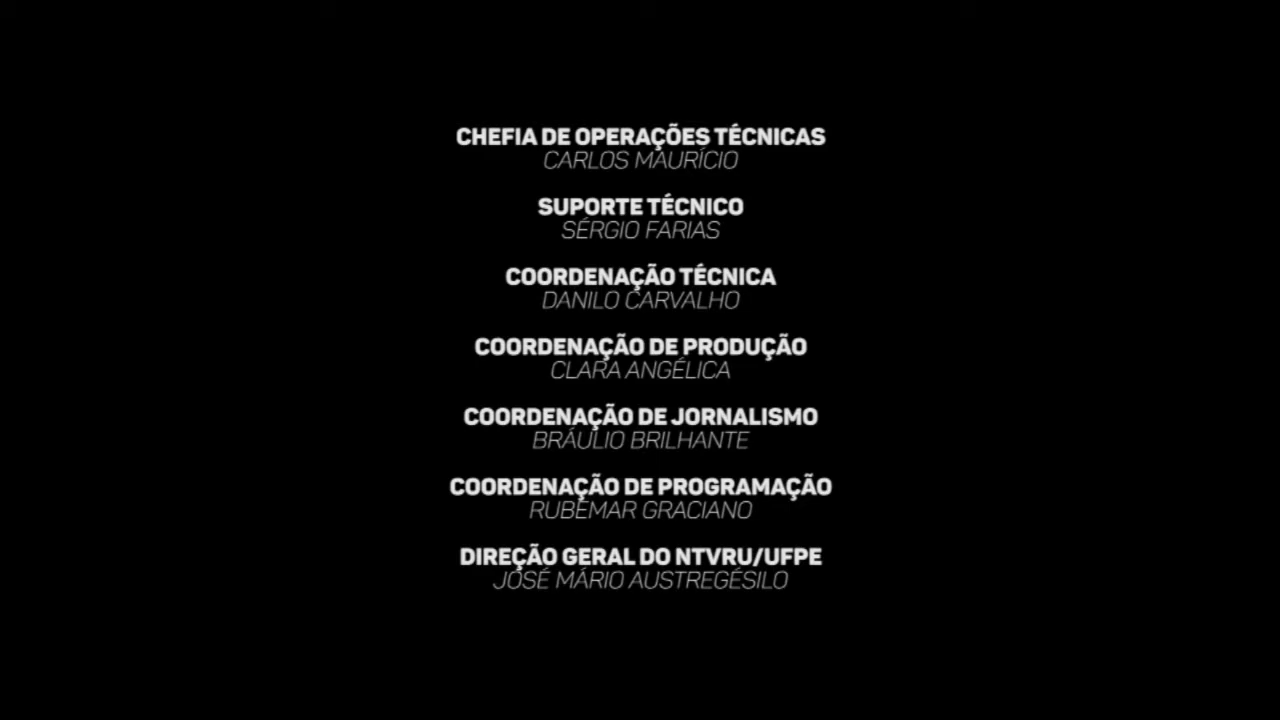 CHEFIA DE OPERAÇÕES TÉCNICAS
CARLOS MAURÍCIO
SUPORTE TÉCNICO
SÉRGIO FARIAS
COORDENAÇÃO TÉCNICA
DANILO CARVALHO
COORDENAÇÃO DE PRODUÇÃO
CLARA ANGÉLICA
COORDENAÇÃO DE JORNALISMO
BRÁULIO BRILHANTE
COORDENAÇÃO DE PROGRAMAÇÃO
RUBEMAR GRACIANO
DIREÇÃO GERAL DO NTVRU/UFPE
JOSÉ MÁRIO AUSTREGÉSILO